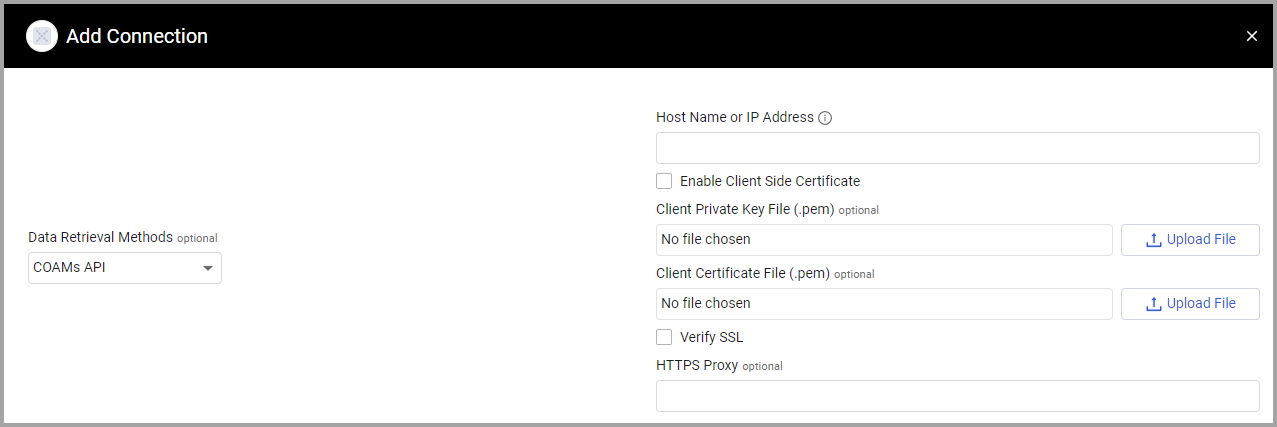 Add Connection
Data Retrieval Methods optional
COAMs API
Host Name or IP Address
Enable Client Side Certificate
Client Private Key File (.pem) optional
No file chosen
Upload File
Client Certificate File (.pem) optional
No file chosen
Upload File
Verify SSL
HTTPS Proxy optional